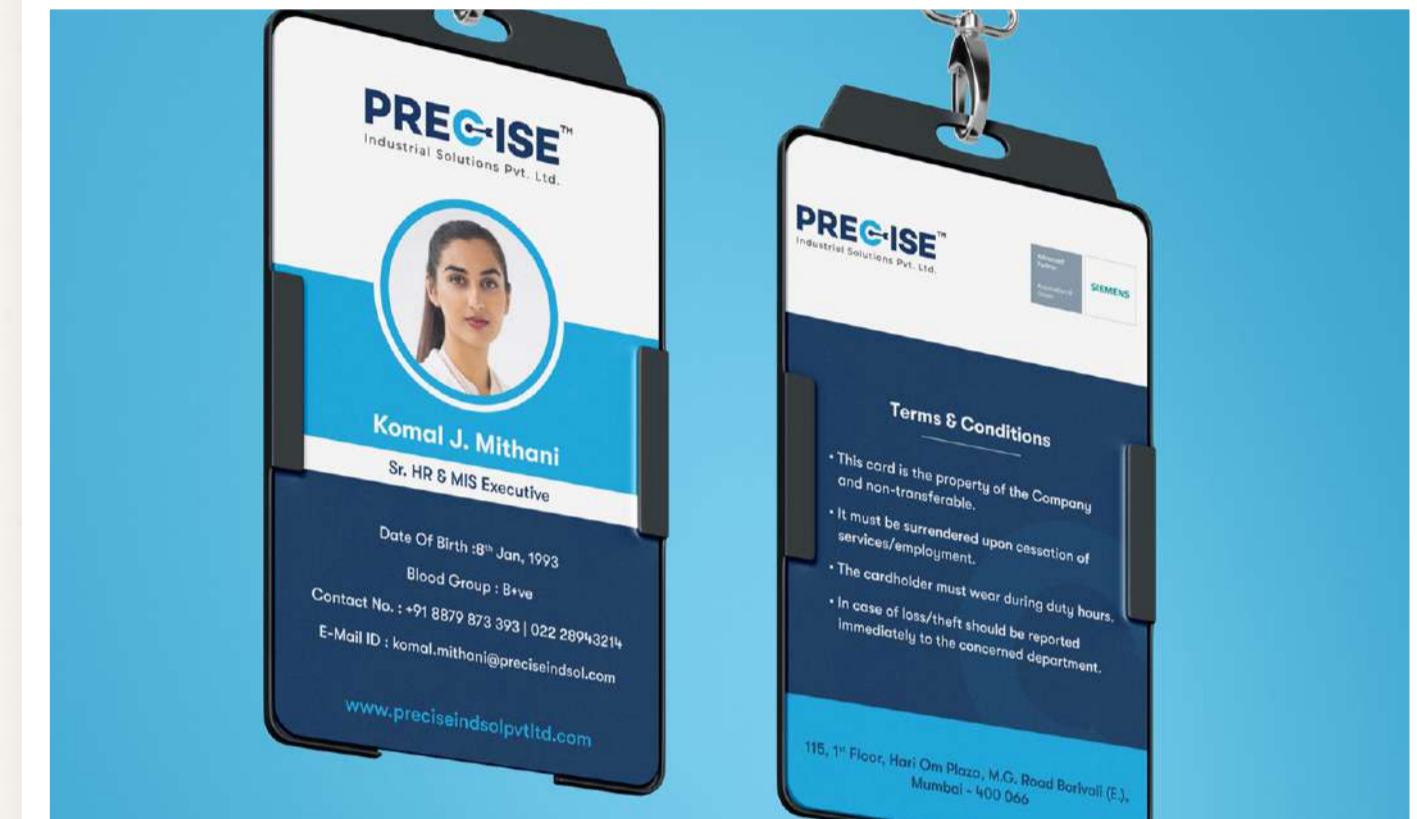 PRECISE™
Industrial Solutions Pvt. Ltd.
Komal J. Mithani
Sr. HR & MIS Executive
Date Of Birth :8th Jan, 1993
Blood Group : B+ve
Contact No. : +91 8879 873 393 | 022 28943214
E-Mail ID : komal.mithani@preciseindsol.com
www.preciseindsolpvtltd.com
PRECISE™
Industrial Solutions Pvt. Ltd.
Advanced
Partner
SIEMENS
Terms & Conditions
• This card is the property of the Company
and non-transferable.
• It must be surrendered upon cessation of
services/employment.
• The cardholder must wear during duty hours.
• In case of loss/theft should be reported
immediately to the concerned department.
115, 1st Floor, Hari Om Plaza, M.G. Road Borivali (E.).
Mumbai - 400 066